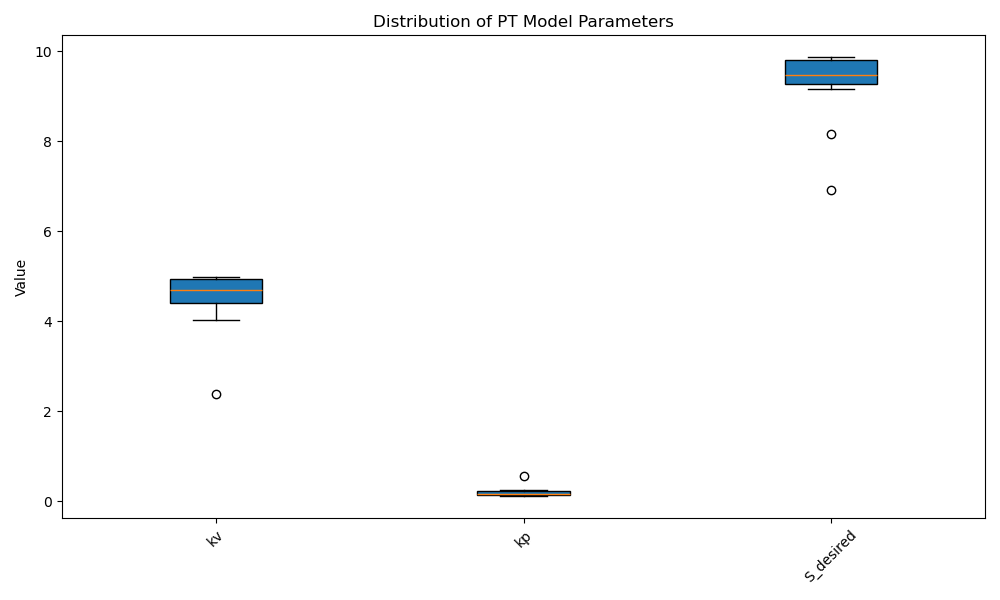 Distribution of PT Model Parameters
10
8
6
4
2
0
Value
kv
kp
S_desired